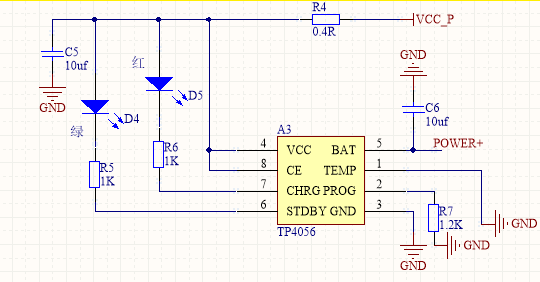 R4
0.4R
VCC_P
C5
10uf
GND
红
D5
绿
D4
GND
C6
10uf
R5
1K
R6
1K
A3
4 VCC BAT 5
POWER+
8 CE TEMP 1
7 CHRG PROG 2
6 STDBY GND 3
TP4056
R7
1.2K
GND
GND
GND